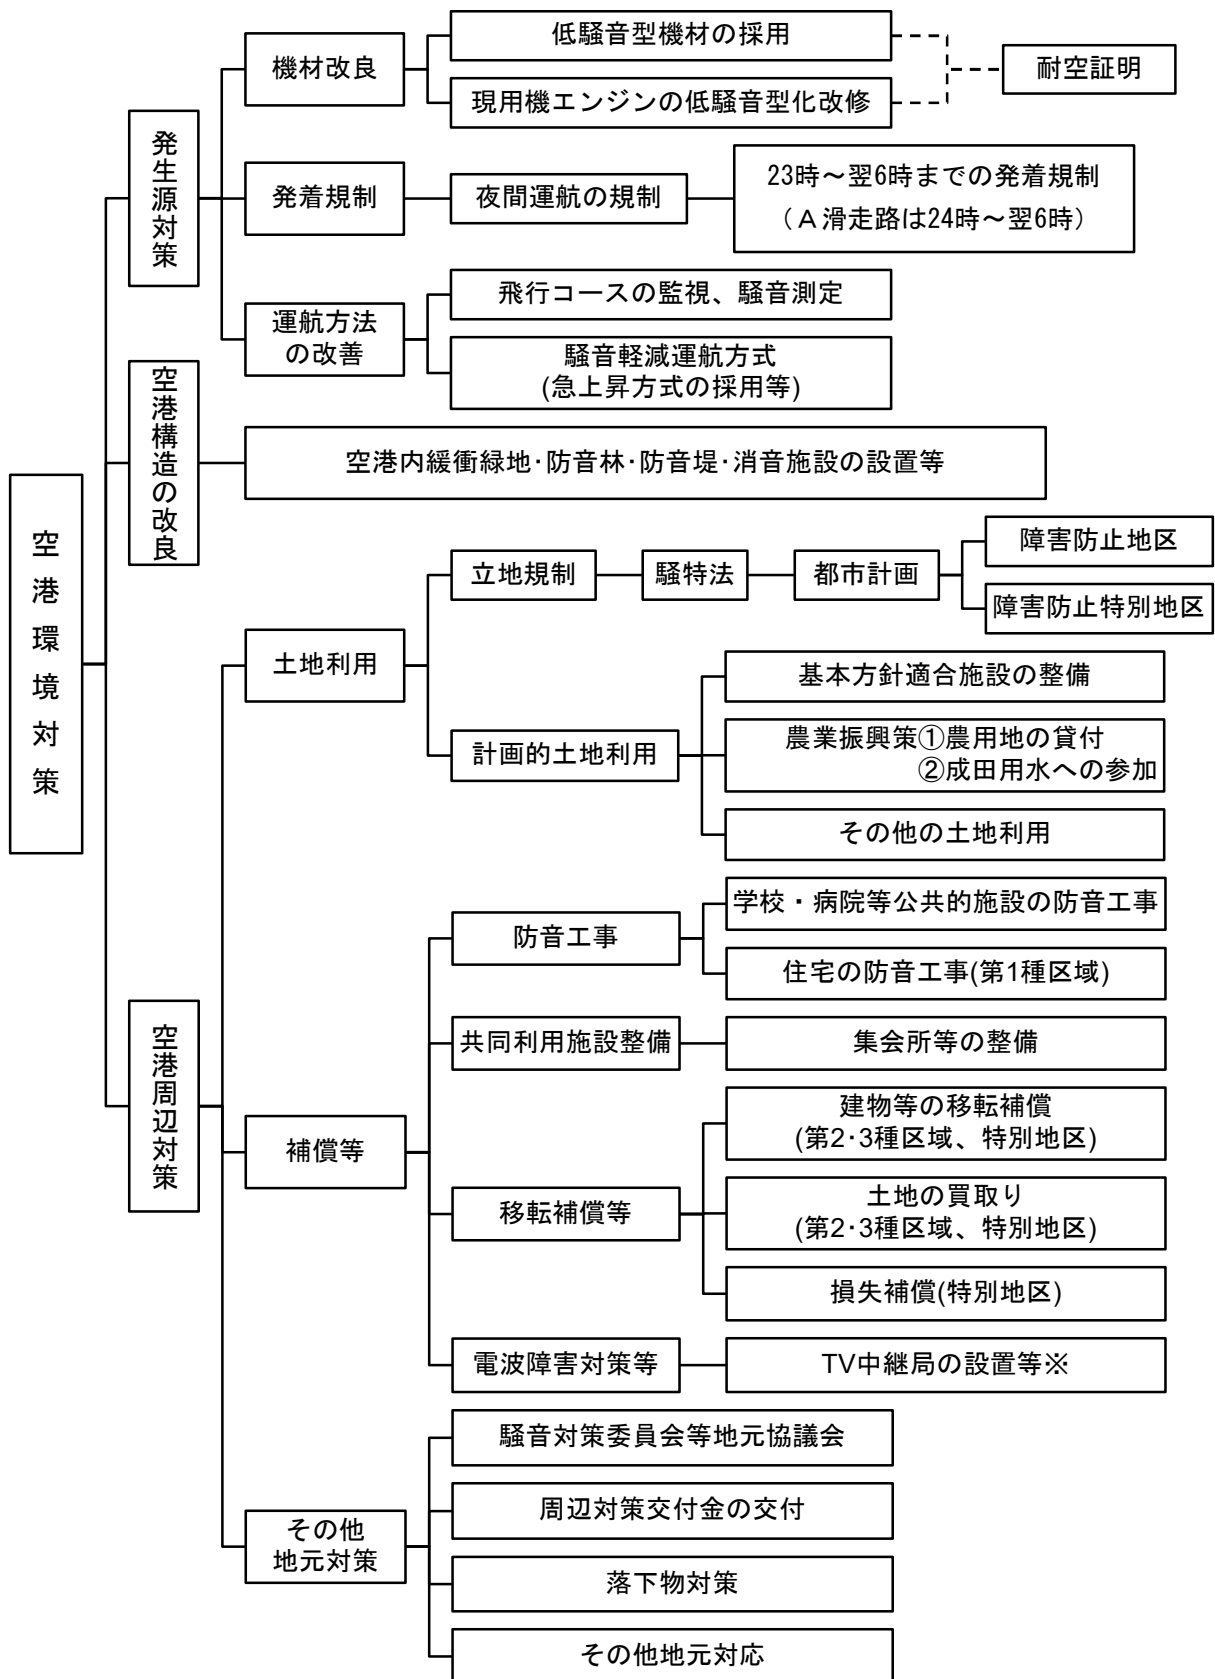 空港環境対策
発生源対策
機材改良
低騒音型機材の採用
現用機エンジンの低騒音型化改修
耐空証明
発着規制
夜間運航の規制
23時～翌6時までの発着規制
（Ａ滑走路は24時～翌6時）
運航方法
の改善
飛行コースの監視、騒音測定
騒音軽減運航方式
(急上昇方式の採用等)
空港構造の改良
空港内緩衝緑地･防音林･防音堤･消音施設の設置等
空港周辺対策
土地利用
立地規制
騒特法
都市計画
障害防止地区
障害防止特別地区
計画的土地利用
基本方針適合施設の整備
農業振興策①農用地の貸付
②成田用水への参加
その他の土地利用
補償等
防音工事
学校・病院等公共的施設の防音工事
住宅の防音工事(第1種区域)
共同利用施設整備
集会所等の整備
移転補償等
建物等の移転補償
(第2･3種区域、特別地区)
土地の買取り
(第2･3種区域、特別地区)
損失補償(特別地区)
電波障害対策等
TV中継局の設置等※
その他
地元対策
騒音対策委員会等地元協議会
周辺対策交付金の交付
落下物対策
その他地元対応